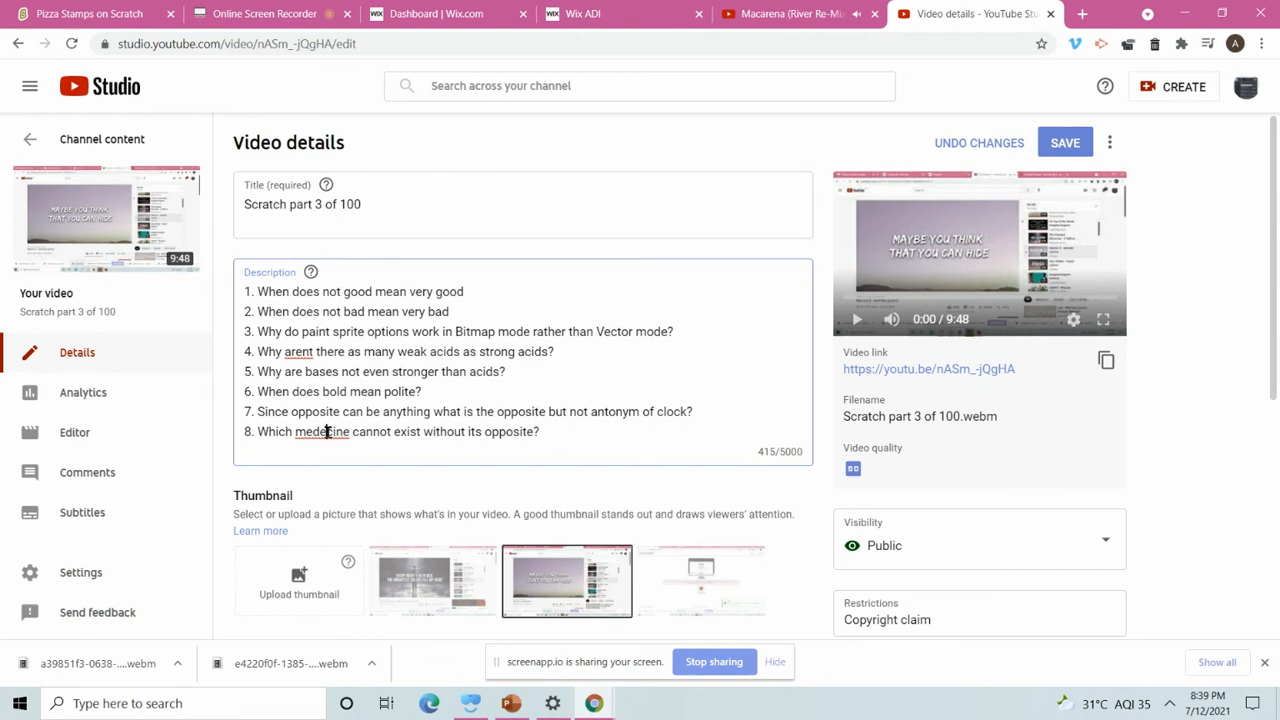 Pizza Stamps on Scratch
Online Screen Recorder -
Dashboard | Wix.com
Wix ADI
Macarena (River Re-Mix
Video details - YouTube Stu
studio.youtube.com/video/nASm_-jQgHA/edit
A
Studio
Search across your channel
CREATE
Channel content
Video details
UNDO CHANGES
SAVE
Title (required)
Scratch part 3 of 100
MAYBE YOU THINK
THAT YOU CAN HIDE
9:48
Your video
Scratch part 3 of 100
Details
Analytics
Editor
Comments
Subtitles
Settings
Send feedback
Description
1. When does not good mean very good
2. When does not bad mean very bad
3. Why do paint some options work in Bitmap mode rather than Vector mode?
4. Why arent there as many weak acids as strong acids?
5. Why are bases not even stronger than acids?
6. When does bold mean polite?
7. Since opposite can be anything what is the opposite but not antonym of clock?
8. Which medecine cannot exist without its opposite?
415/5000
Thumbnail
Select or upload a picture that shows what's in your video. A good thumbnail stands out and draws viewers' attention.
Learn more
Upload thumbnail
MAYBE YOU THINK
THAT YOU CAN HIDE
0:00 / 9:48
Video link
https://youtu.be/nASm_-jQgHA
Filename
Scratch part 3 of 100.webm
Video quality
Visibility
Public
Restrictions
Copyright claim
a39851f3-0638-....webm
e4220f0f-1385-....webm
screenapp.io is sharing your screen.
Stop sharing
Hide
Show all
Type here to search
31°C AQI 35
8:39 PM
7/12/2021